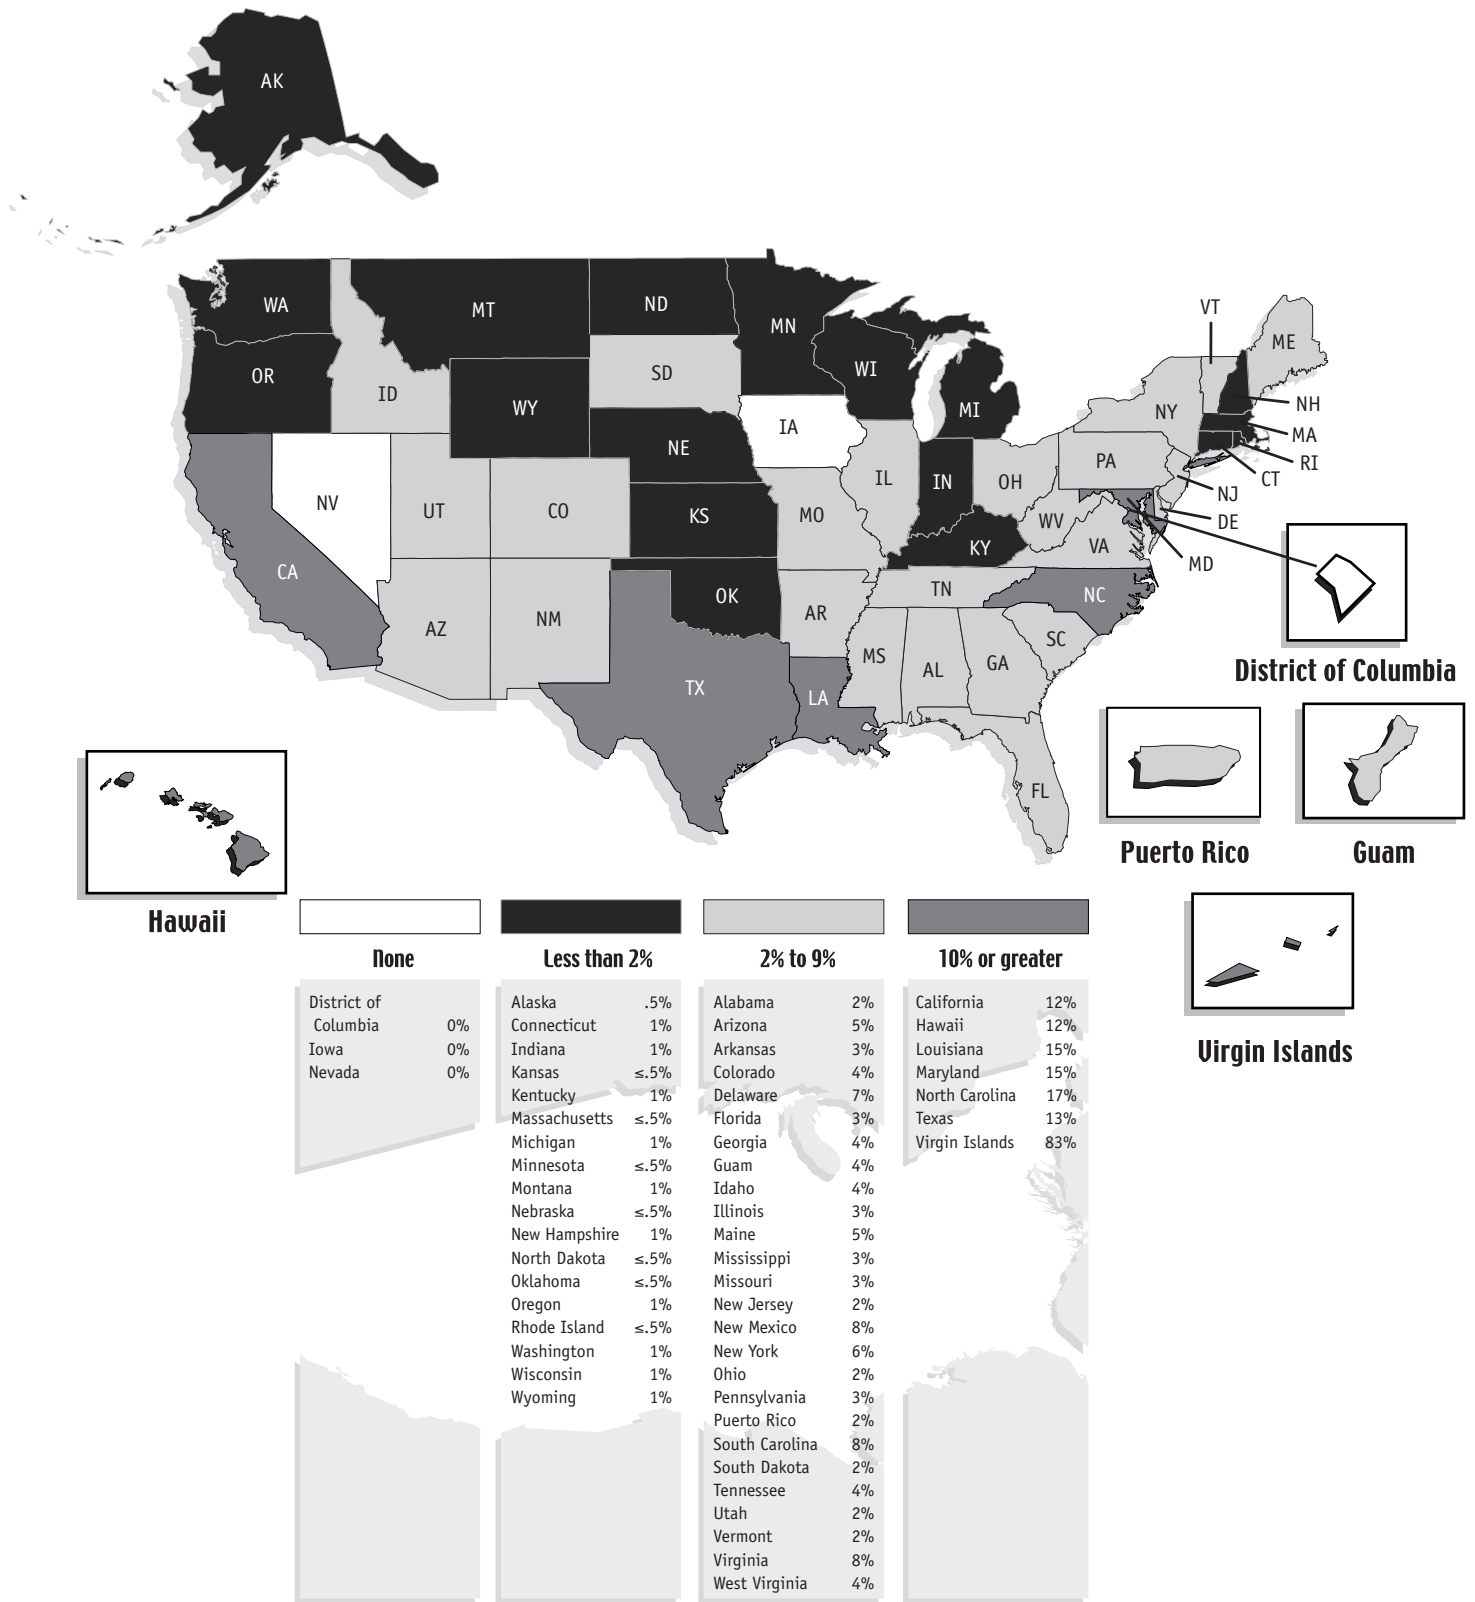 AK
WA
MT
ND
MN
VT
ME
OR
ID
SD
WI
WY
MI
NY
NH
IA
NE
MA
RI
PA
CT
NV
UT
CO
IL
IN
OH
NJ
KS
MO
WV
DE
VA
KY
MD
CA
OK
TN
NC
AZ
NM
AR
SC
MS
AL
GA
District of Columbia
TX
LA
FL
Puerto Rico
Guam
Hawaii
Virgin Islands
None
District of
Columbia 0%
Iowa 0%
Nevada 0%
Less than 2%
Alaska .5%
Connecticut 1%
Indiana 1%
Kansas ≤.5%
Kentucky 1%
Massachusetts ≤.5%
Michigan 1%
Minnesota ≤.5%
Montana 1%
Nebraska ≤.5%
New Hampshire 1%
North Dakota ≤.5%
Oklahoma ≤.5%
Oregon 1%
Rhode Island ≤.5%
Washington 1%
Wisconsin 1%
Wyoming 1%
2% to 9%
Alabama 2%
Arizona 5%
Arkansas 3%
Colorado 4%
Delaware 7%
Florida 3%
Georgia 4%
Guam 4%
Idaho 4%
Illinois 3%
Maine 5%
Mississippi 3%
Missouri 3%
New Jersey 2%
New Mexico 8%
New York 6%
Ohio 2%
Pennsylvania 3%
Puerto Rico 2%
South Carolina 8%
South Dakota 2%
Tennessee 4%
Utah 2%
Vermont 2%
Virginia 8%
West Virginia 4%
10% or greater
California 12%
Hawaii 12%
Louisiana 15%
Maryland 15%
North Carolina 17%
Texas 13%
Virgin Islands 83%